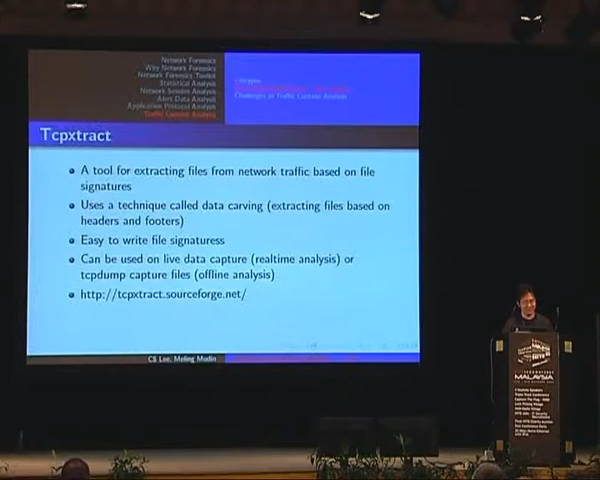 Network Forensics
Why Network Forensics
Network Forensics Toolkit
Statistical Analysis
Network Session Analysis
Alert Data Analysis
Application Protocol Analysis
Traffic Content Analysis
Challenges in Traffic Content Analysis
Tcpxtract
A tool for extracting files from network traffic based on file
signatures
Uses a technique called data carving (extracting files based on
headers and footers)
Easy to write file signaturess
Can be used on live data capture (realtime analysis) or
tcpdump capture files (offline analysis)
http://tcpxtract.sourceforge.net/
CS Lee, Meling Mudin
MALAYSIA